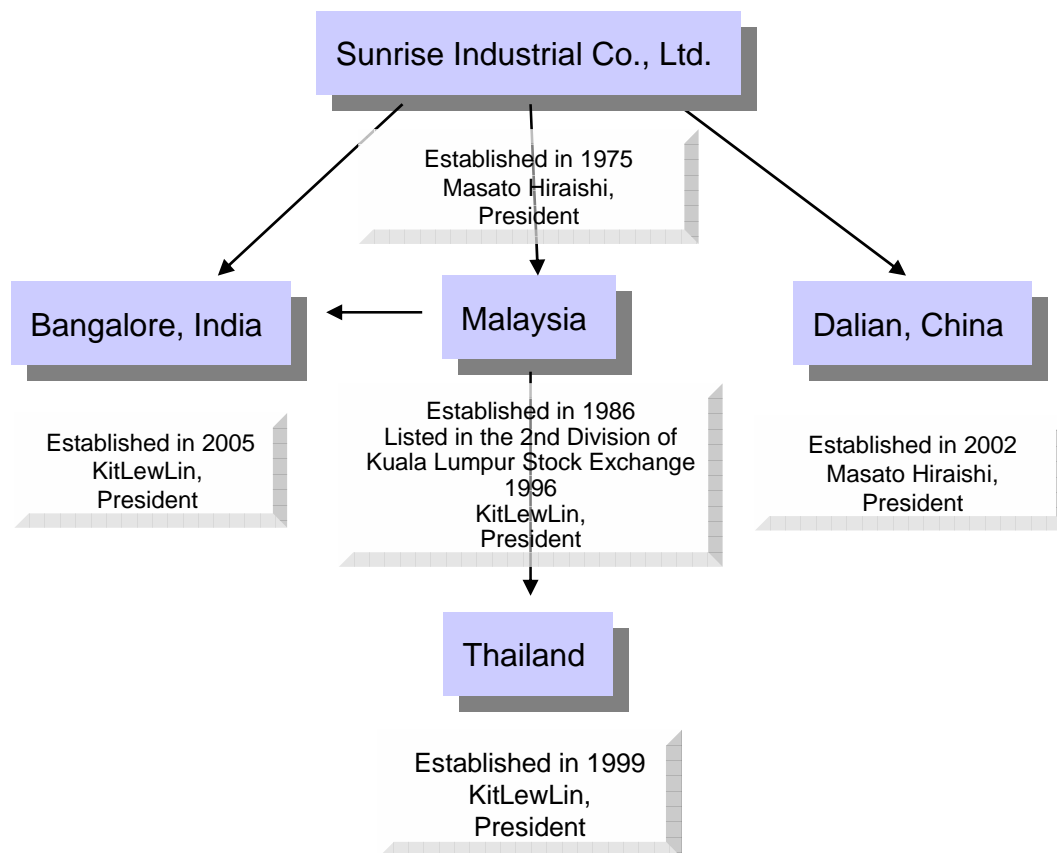 Sunrise Industrial Co., Ltd.
Established in 1975
Masato Hiraishi,
President
Bangalore, India
Malaysia
Dalian, China
Established in 2005
KitLewLin,
President
Established in 1986
Listed in the 2nd Division of
Kuala Lumpur Stock Exchange
1996
KitLewLin,
President
Established in 2002
Masato Hiraishi,
President
Thailand
Established in 1999
KitLewLin,
President